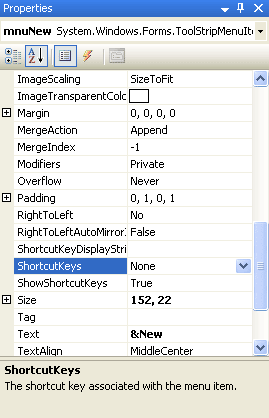 Properties
mnuNew System.Windows.Forms.ToolStripMenuIte
ImageScaling SizeToFit
ImageTransparentColo
Margin 0, 0, 0, 0
MergeAction Append
MergeIndex -1
Modifiers Private
Overflow Never
Padding 0, 1, 0, 1
RightToLeft No
RightToLeftAutoMirrorI False
ShortcutKeyDisplayStri
ShortcutKeys None
ShowShortcutKeys True
Size 152, 22
Tag
Text &New
TextAlign MiddleCenter
ShortcutKeys
The shortcut key associated with the menu item.